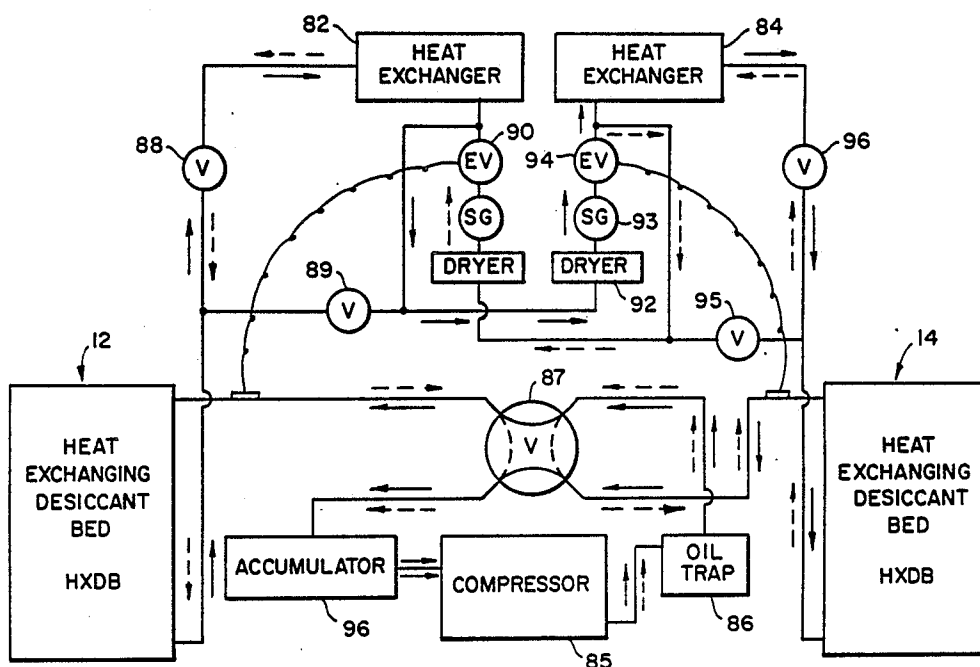 82
HEAT
EXCHANGER
84
HEAT
EXCHANGER
90
88
V
EV
94
EV
96
V
SG
SG
93
DRYER
DRYER
92
89
V
95
V
12
87
14
V
HEAT
EXCHANGING
DESICCANT
BED
HXDB
HEAT
EXCHANGING
DESICCANT
BED
HXDB
ACCUMULATOR
96
COMPRESSOR
85
OIL
TRAP
86